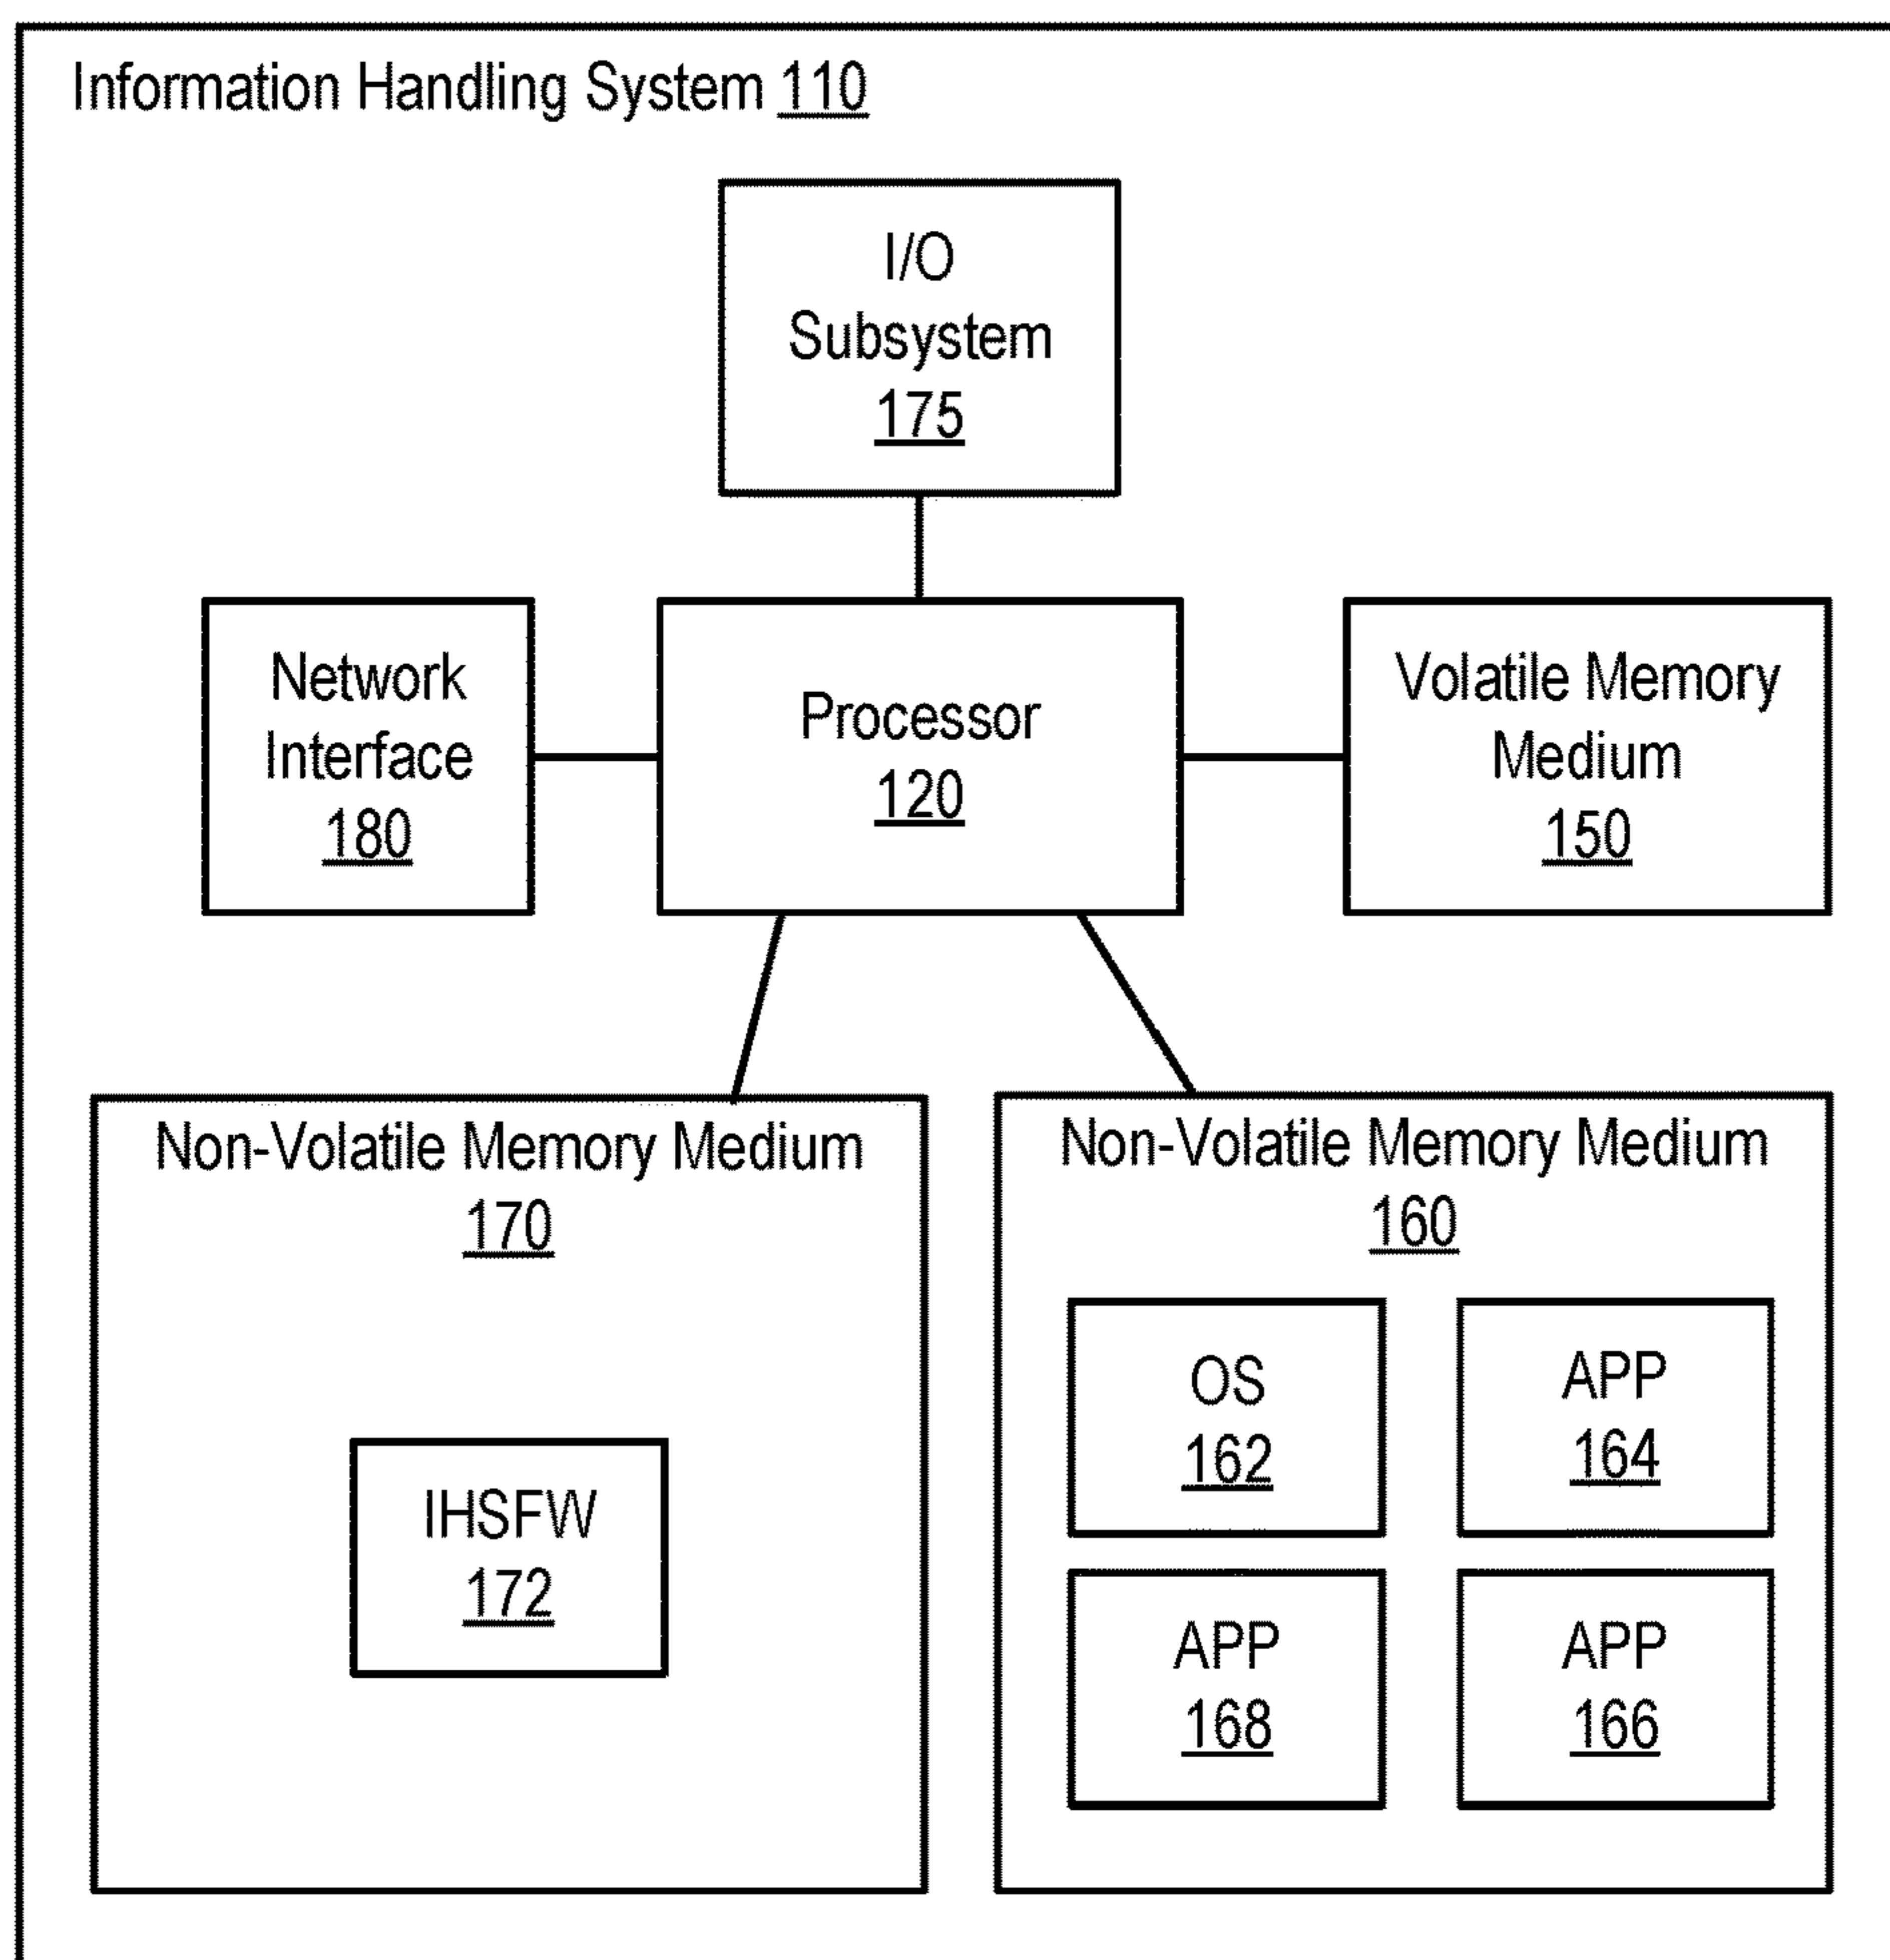 Information Handling System 110
I/O
Subsystem
175
Network
Interface
180
Processor
120
Volatile Memory
Medium
150
Non-Volatile Memory Medium
170
IHSFW
172
Non-Volatile Memory Medium
160
OS
162
APP
164
APP
168
APP
166